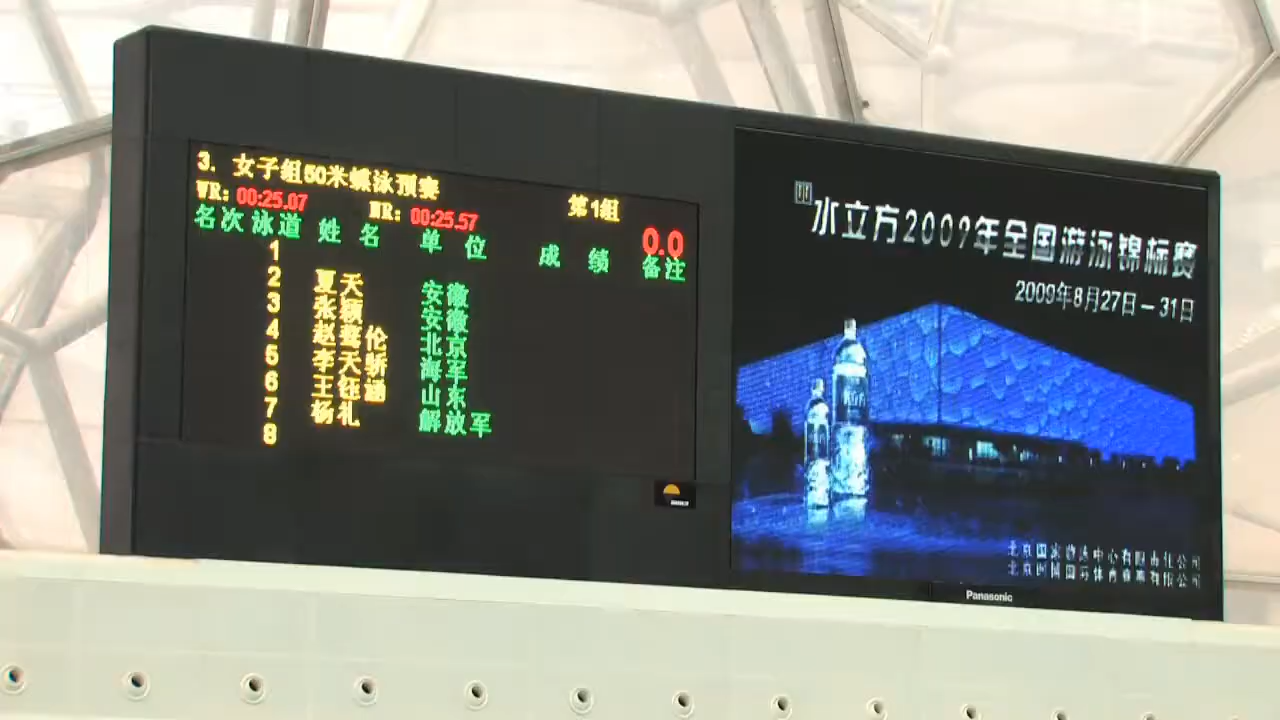 3. 女子组50米蝶泳预赛
WR: 00:25.07 WR: 00:25.57 第1组
0.0
名次 泳道 姓 名 单 位 成 绩 备注
1
2 夏天 安徽
3 张颖 安徽
4 赵骞伦 北京
5 李天骄 海军
6 王钰涵 山东
7 杨礼 解放军
8
水立方2009年全国游泳锦标赛
2009年8月27日－31日
Panasonic